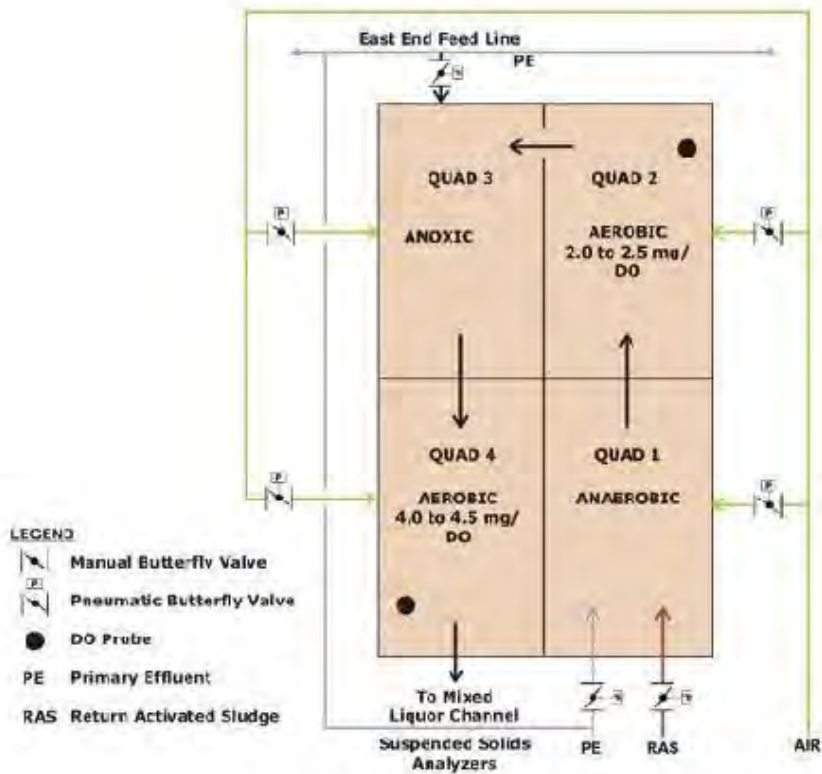 East End Feed Line
PE
QUAD 3
QUAD 2
ANOXIC
AEROBIC
2.0 to 2.5 mg/
DO
P
P
QUAD 4
QUAD 1
AEROBIC
4.0 to 4.5 mg/
DO
ANAEROBIC
P
P
LEGEND
Manual Butterfly Valve
P
Pneumatic Butterfly Valve
DO Probe
PE Primary Effluent
RAS Return Activated Sludge
To Mixed
Liquor Channel
Suspended Solids
Analyzers
PE
RAS
AIR